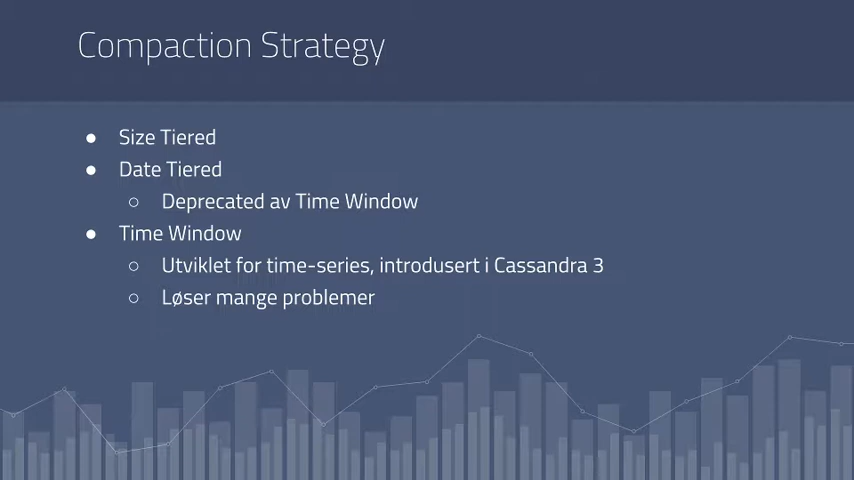 Compaction Strategy
● Size Tiered
● Date Tiered
○ Deprecated av Time Window
● Time Window
○ Utviklet for time-series, introdusert i Cassandra 3
○ Løser mange problemer